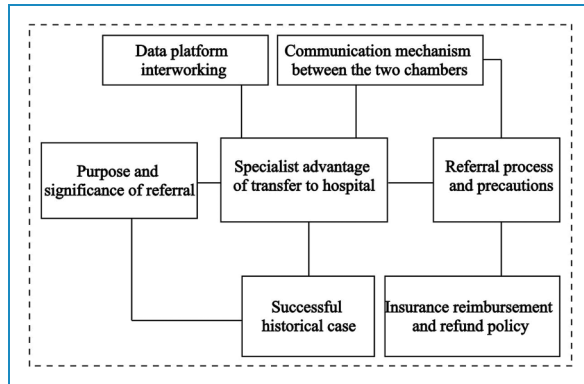 Data platform
interworking
Communication mechanism
between the two chambers
Purpose and
significance of referral
Specialist advantage
of transfer to hospital
Referral process
and precautions
Successful
historical case
Insurance reimbursement
and refund policy